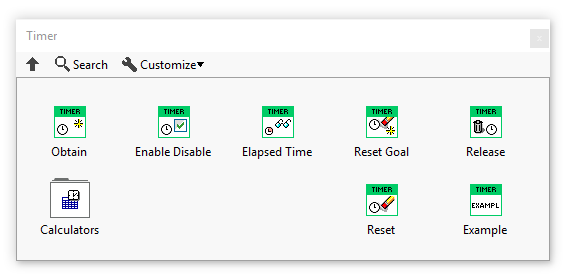 Timer
x
Search Customize
TIMER TIMER TIMER TIMER TIMER
Obtain Enable Disable Elapsed Time Reset Goal Release
TIMER TIMER
EXAMPL
Calculators Reset Example